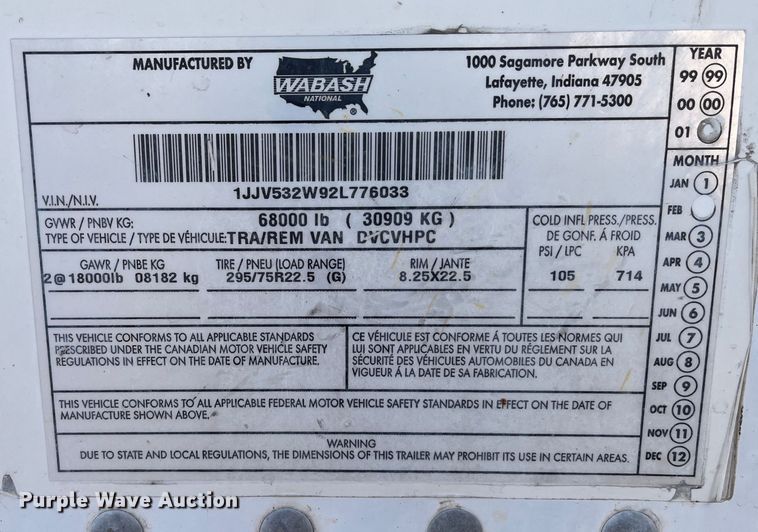 MANUFACTURED BY
WABASH
NATIONAL
®
1000 Sagamore Parkway South
Lafayette, Indiana 47905
Phone: (765) 771-5300
YEAR
99 99
00 00
01
1JJV532W92L776033
V.I.N./N.I.V.
GVWR / PNBV KG: 68000 lb ( 30909 KG )
TYPE OF VEHICLE / TYPE DE VÉHICULE: TRA/REM VAN DVCVHPC
COLD INFL PRESS./PRESS.
DE GONF. Á FROID
PSI / LPC KPA
GAWR / PNBE KG TIRE / PNEU (LOAD RANGE) RIM / JANTE
2@18000lb 08182 kg 295/75R22.5 (G) 8.25X22.5 105 714
MONTH
JAN 1
FEB
MAR 3
APR 4
MAY 5
JUN 6
JUL 7
AUG 8
SEP 9
OCT 10
NOV 11
DEC 12
THIS VEHICLE CONFORMS TO ALL APPLICABLE STANDARDS
PRESCRIBED UNDER THE CANADIAN MOTOR VEHICLE SAFETY
REGULATIONS IN EFFECT ON THE DATE OF MANUFACTURE.
CE VÉHICULE EST CONFORME Á TOUTES LES NORMES QUI
LUI SONT APPLICABLES EN VERTU DU RÉGLEMENT SUR LA
SÉCURITÉ DES VÉHICULES AUTOMOBILES DU CANADA EN
VIGUEUR Á LA DATE DE SA FABRICATION.
THIS VEHICLE CONFORMS TO ALL APPLICABLE FEDERAL MOTOR VEHICLE SAFETY STANDARDS IN EFFECT ON THE DATE OF
MANUFACTURE SHOWN ABOVE.
WARNING
DUE TO STATE AND LOCAL REGULATIONS, THE DIMENSIONS OF THIS TRAILER MAY PROHIBIT ITS USE IN CERTAIN AREAS.
Purple Wave Auction